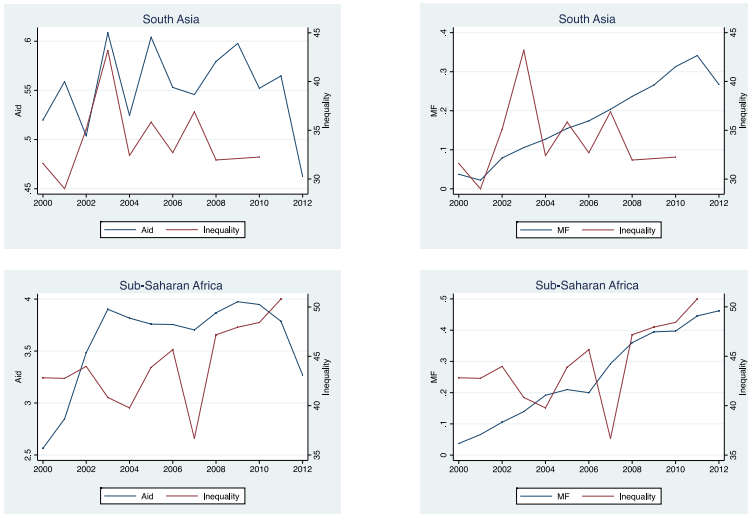 South Asia
Aid
.45 .5 .55 .6
30 35 40 45
Inequality
2000 2002 2004 2006 2008 2010 2012
Aid Inequality
South Asia
MF
0 .1 .2 .3 .4
30 35 40 45
Inequality
2000 2002 2004 2006 2008 2010 2012
MF Inequality
Sub-Saharan Africa
Aid
2.5 3 3.5 4
35 40 45 50
Inequality
2000 2002 2004 2006 2008 2010 2012
Aid Inequality
Sub-Saharan Africa
MF
0 .1 .2 .3 .4 .5
35 40 45 50
Inequality
2000 2002 2004 2006 2008 2010 2012
MF Inequality